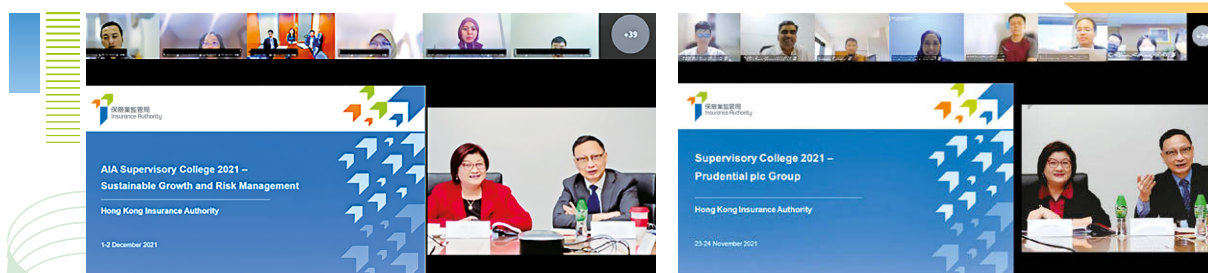 +39
保險業監管局
Insurance Authority
AIA Supervisory College 2021 –
Sustainable Growth and Risk Management
Hong Kong Insurance Authority
1-2 December 2021
保險業監管局
Insurance Authority
Supervisory College 2021 –
Prudential plc Group
Hong Kong Insurance Authority
23-24 November 2021